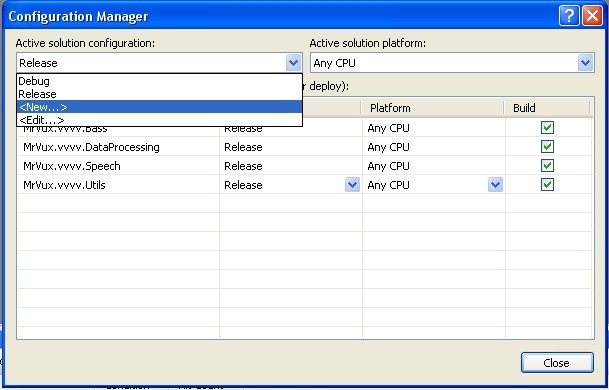 Configuration Manager
Active solution configuration:
Active solution platform:
Release
Any CPU
Debug
Release
<New...>
<Edit...>
r deploy):
Platform
Build
MrVux.vvvv.Bass
Release
Any CPU
MrVux.vvvv.DataProcessing
Release
Any CPU
MrVux.vvvv.Speech
Release
Any CPU
MrVux.vvvv.Utils
Release
Any CPU
Close